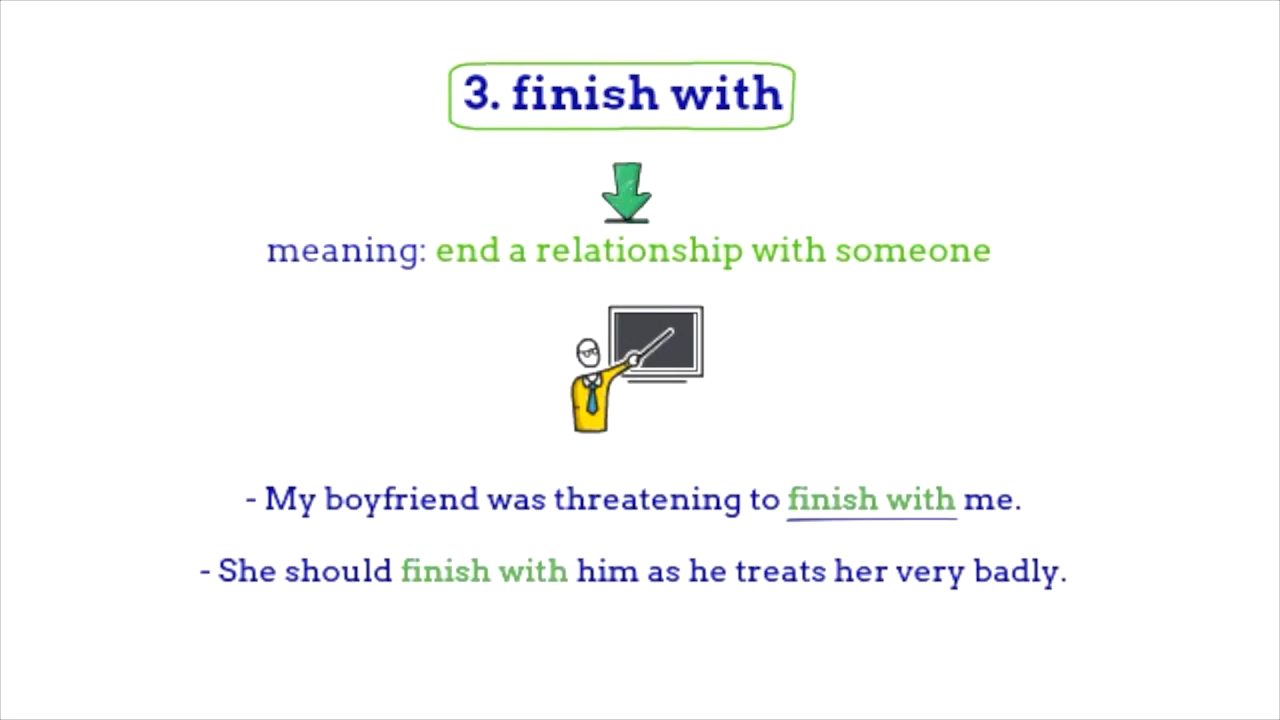 3. finish with
meaning: end a relationship with someone
- My boyfriend was threatening to finish with me.
- She should finish with him as he treats her very badly.